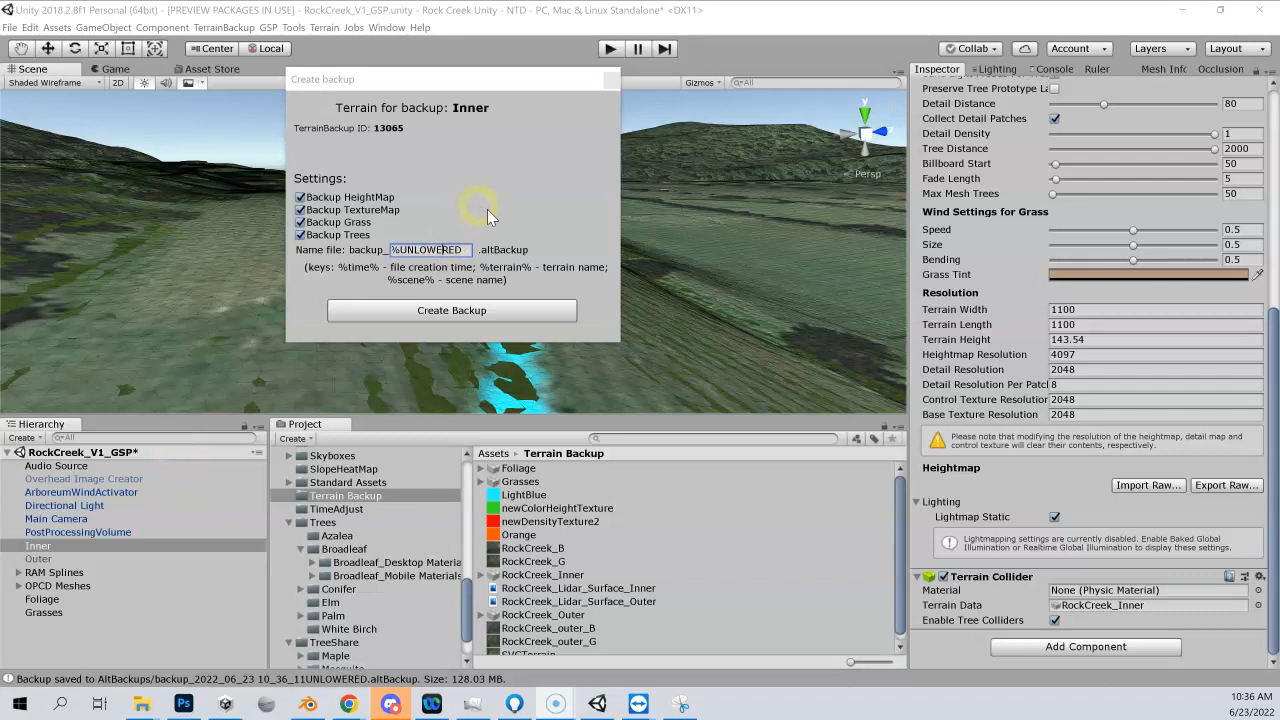 Unity 2018.2.8f1 Personal (64bit) - [PREVIEW PACKAGES IN USE] - RockCreek_V1_GSP.unity - Rock Creek Unity - NTD - PC, Mac & Linux Standalone* <DX11>
File Edit Assets GameObject Component TerrainBackup GSP Tools Terrain Jobs Window Help
Center Local Collab Account Layers Layout
Scene Game Asset Store
Shaded Wireframe 2D Gizmos All
y
Persp
Create backup
Terrain for backup: Inner
TerrainBackup ID: 13065
Settings:
Backup HeightMap
Backup TextureMap
Backup Grass
Backup Trees
Name file: backup_ %UNLOWERED .altBackup
(keys: %time% - file creation time; %terrain% - terrain name;
%scene% - scene name)
Create Backup
Inspector Lighting Console Ruler Mesh Info Occlusion
Preserve Tree Prototype La
Detail Distance 80
Collect Detail Patches
Detail Density 1
Tree Distance 2000
Billboard Start 50
Fade Length 5
Max Mesh Trees 50
Wind Settings for Grass
Speed 0.5
Size 0.5
Bending 0.5
Grass Tint
Resolution
Terrain Width 1100
Terrain Length 1100
Terrain Height 143.54
Heightmap Resolution 4097
Detail Resolution 2048
Detail Resolution Per Patch 8
Control Texture Resolution 2048
Base Texture Resolution 2048
Please note that modifying the resolution of the heightmap, detail map and
control texture will clear their contents, respectively.
Heightmap
Import Raw... Export Raw...
Lighting
Lightmap Static
Lightmapping settings are currently disabled. Enable Baked Global
Illumination or Realtime Global Illumination to display these settings.
Terrain Collider
Material None (Physic Material)
Terrain Data RockCreek_Inner
Enable Tree Colliders
Add Component
Hierarchy
Create All
RockCreek_V1_GSP*
Audio Source
Overhead Image Creator
ArboreumWindActivator
Directional Light
Main Camera
PostProcessingVolume
Inner
Outer
RAM Splines
OPCD Meshes
Foliage
Grasses
Project
Create
Skyboxes
SlopeHeatMap
Standard Assets
Terrain Backup
TimeAdjust
Trees
Azalea
Broadleaf
Broadleaf_Desktop Material
Broadleaf_Mobile Materials
Conifer
Elm
Palm
White Birch
TreeShare
Maple
Mesquite
Assets Terrain Backup
Foliage
Grasses
LightBlue
newColorHeightTexture
newDensityTexture2
Orange
RockCreek_B
RockCreek_G
RockCreek_Inner
RockCreek_Lidar_Surface_Inner
RockCreek_Lidar_Surface_Outer
RockCreek_Outer
RockCreek_outer_B
RockCreek_outer_G
SVGTerrain
Backup saved to AltBackups/backup_2022_06_23 10_36_11UNLOWERED.altBackup. Size: 128.03 MB.
Ps
10:36 AM
6/23/2022